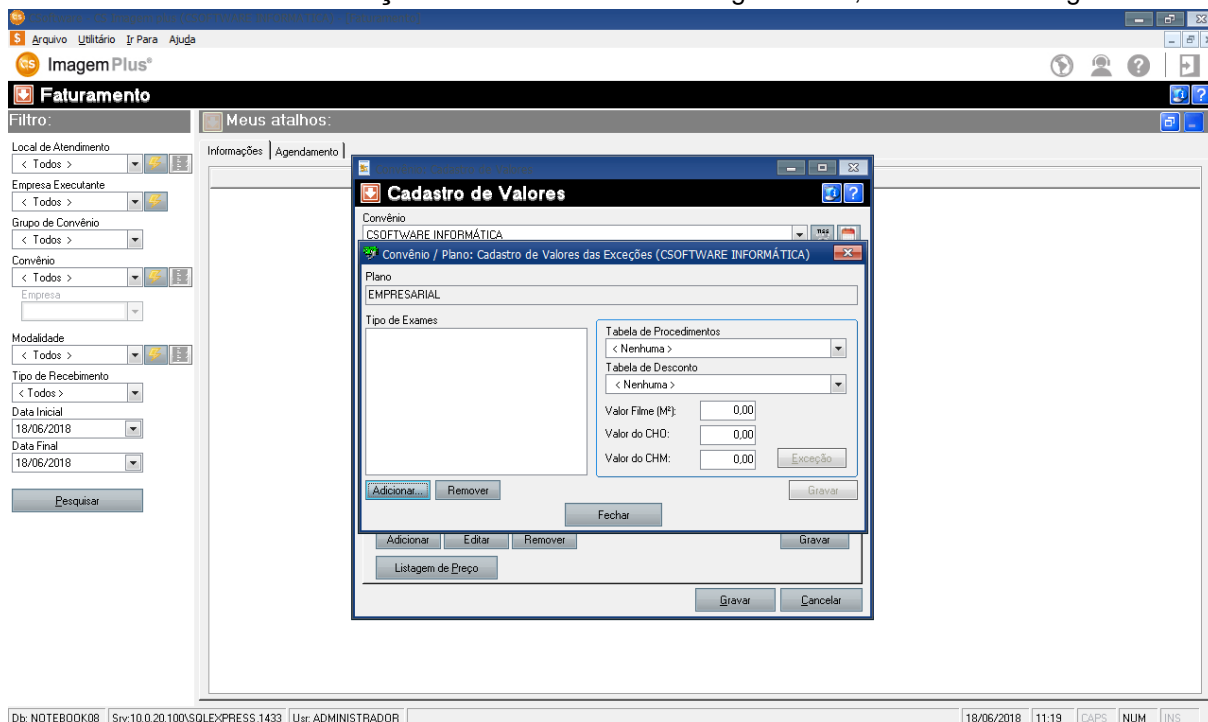 Arquivo Utilitário Ir Para Ajuda
CS ImagemPlus®
Faturamento
Filtro:
Meus atalhos:
Local de Atendimento
< Todos >
Empresa Executante
< Todos >
Grupo de Convênio
< Todos >
Convênio
< Todos >
Empresa
Modalidade
< Todos >
Tipo de Recebimento
< Todos >
Data Inicial
18/06/2018
Data Final
18/06/2018
Pesquisar
Informações Agendamento
Cadastro de Valores
Convênio
CSOFTWARE INFORMÁTICA
Convênio / Plano: Cadastro de Valores das Exceções (CSOFTWARE INFORMÁTICA)
Plano
EMPRESARIAL
Tipo de Exames
Tabela de Procedimentos
< Nenhuma >
Tabela de Desconto
< Nenhuma >
Valor Filme (M²): 0,00
Valor do CHO: 0,00
Valor do CHM: 0,00 Exceção
Adicionar... Remover Gravar
Fechar
Adicionar Editar Remover Gravar
Listagem de Preço
Gravar Cancelar
Db: NOTEBOOK08 Srv:10.0.20.100\SQLEXPRESS,1433 Usr: ADMINISTRADOR 18/06/2018 11:19 CAPS NUM INS